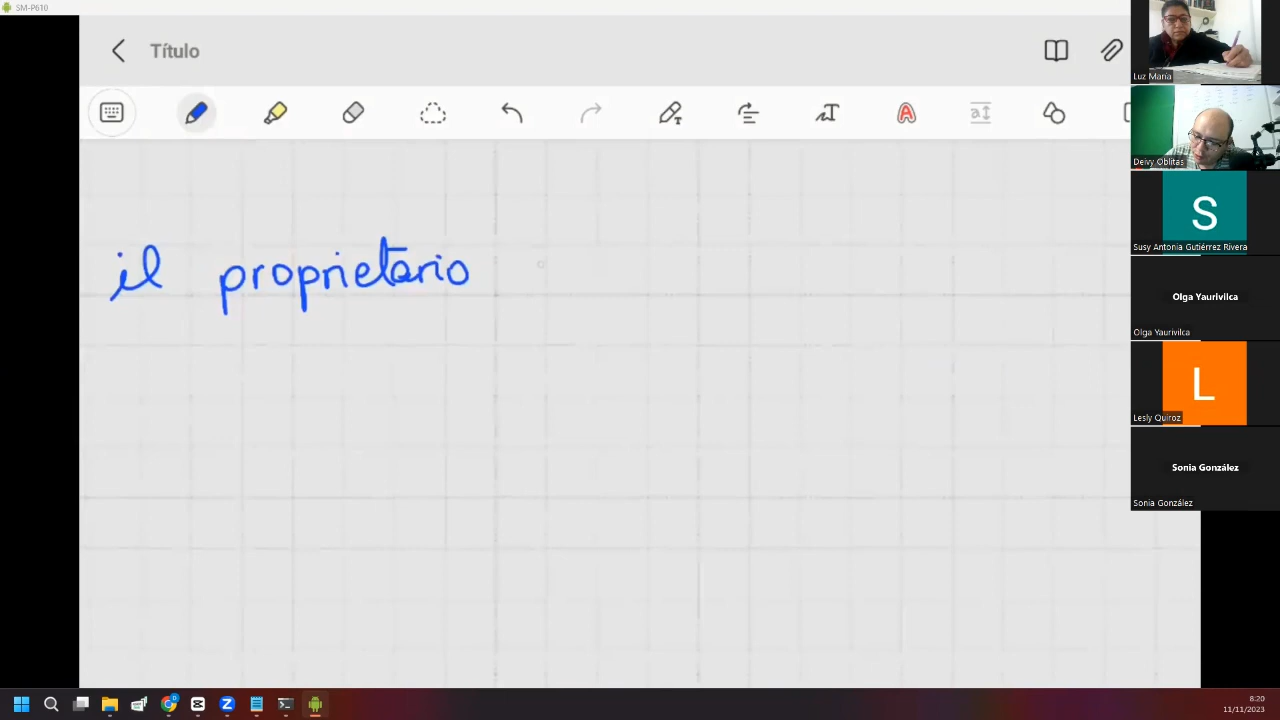 SM-P610
Título
il proprietario
Luz María
Deivy Oblitas
S
Susy Antonia Gutiérrez Rivera
Olga Yaurivilca
Olga Yaurivilca
L
Lesly Quiroz
Sonia González
Sonia González
8:20
11/11/2023